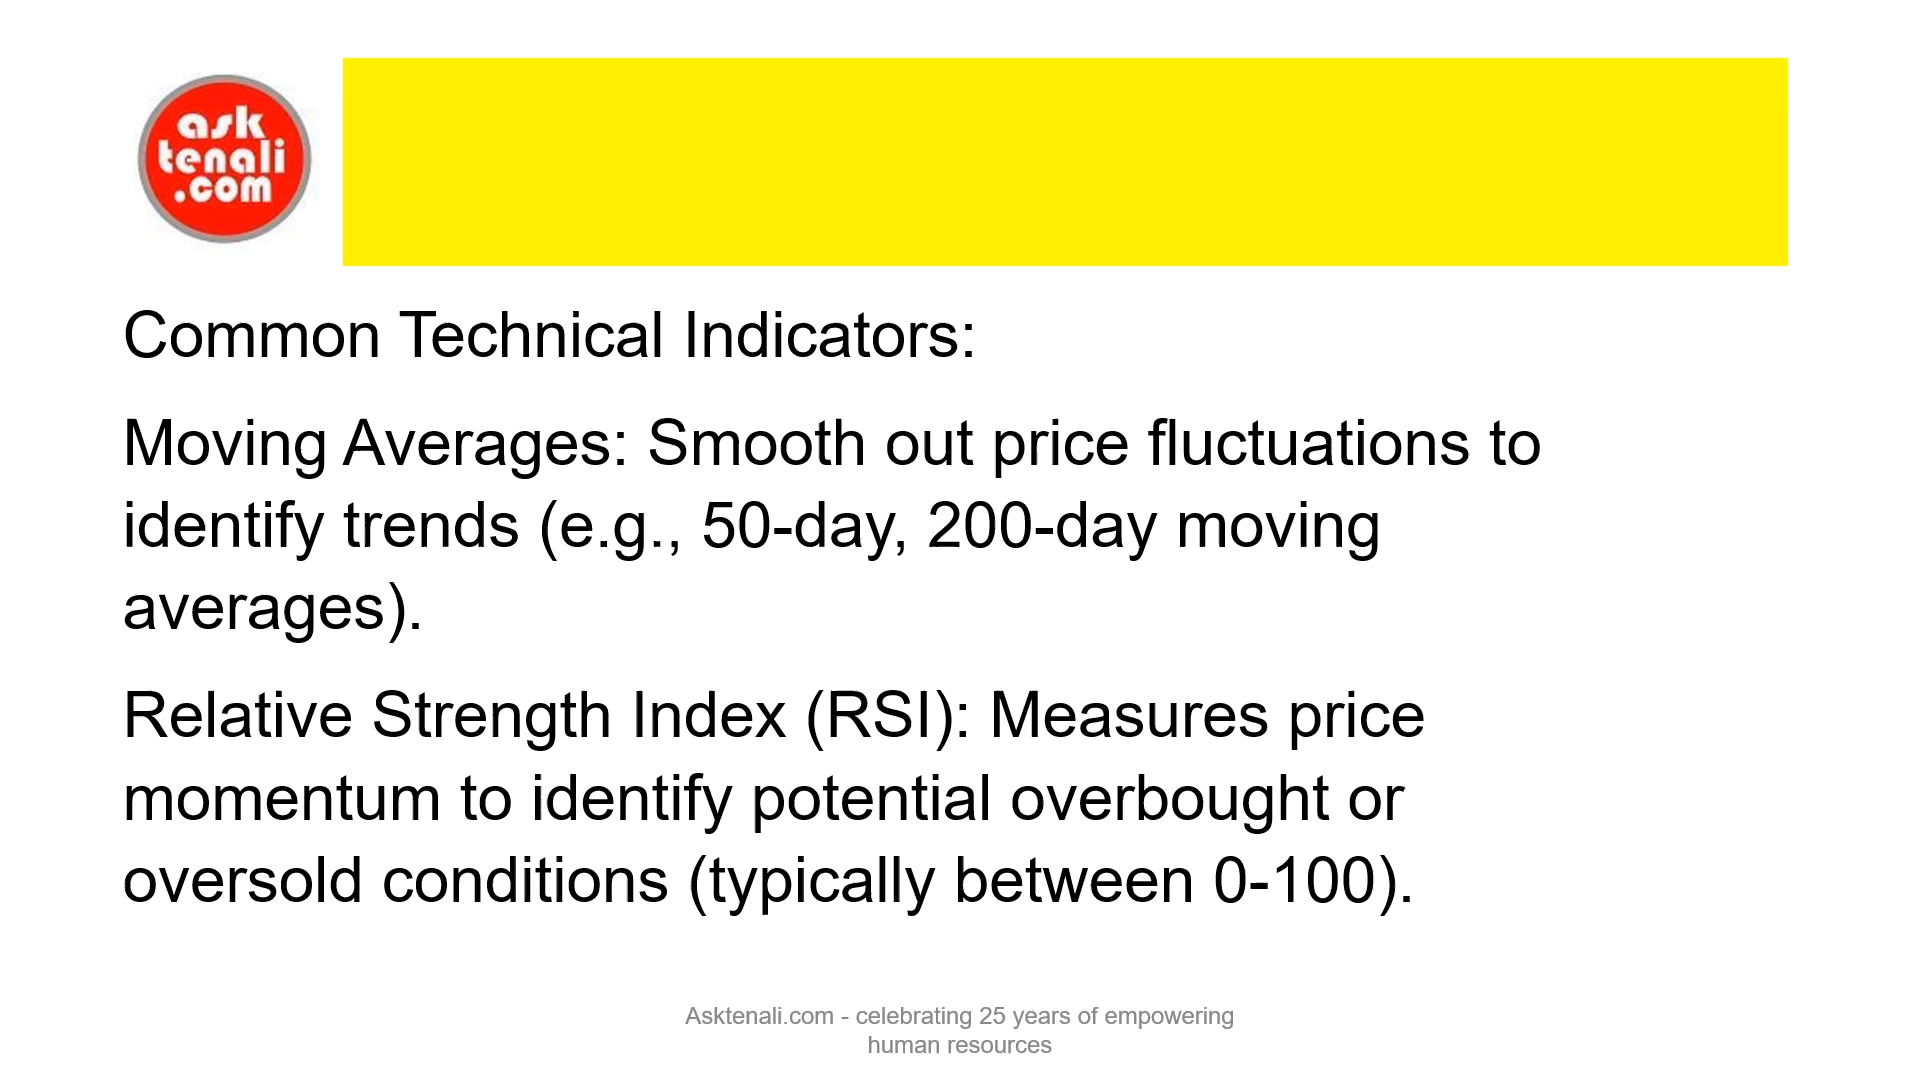 ask
tenali
.com
Common Technical Indicators:
Moving Averages: Smooth out price fluctuations to
identify trends (e.g., 50-day, 200-day moving
averages).
Relative Strength Index (RSI): Measures price
momentum to identify potential overbought or
oversold conditions (typically between 0-100).
Asktenali.com - celebrating 25 years of empowering
human resources